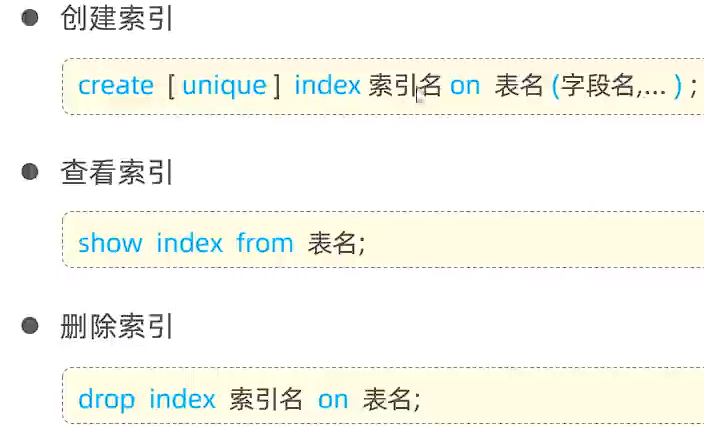 创建索引
create [ unique ] index 索引名 on 表名 (字段名,... ) ;
查看索引
show index from 表名;
删除索引
drop index 索引名 on 表名;